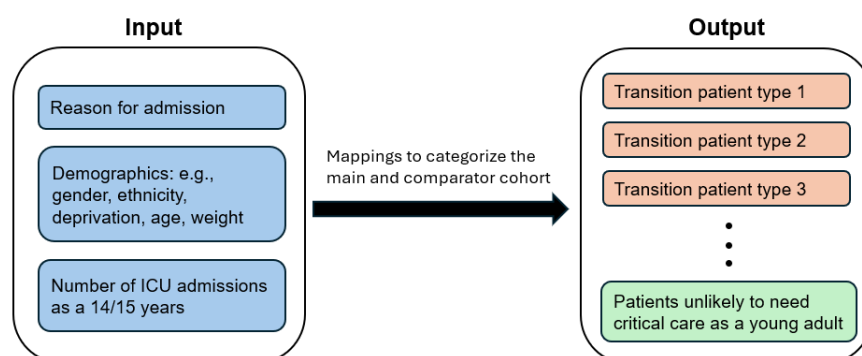 Input
Reason for admission
Demographics: e.g.,
gender, ethnicity,
deprivation, age, weight
Number of ICU admissions
as a 14/15 years
Mappings to categorize the
main and comparator cohort
Output
Transition patient type 1
Transition patient type 2
Transition patient type 3
Patients unlikely to need
critical care as a young adult